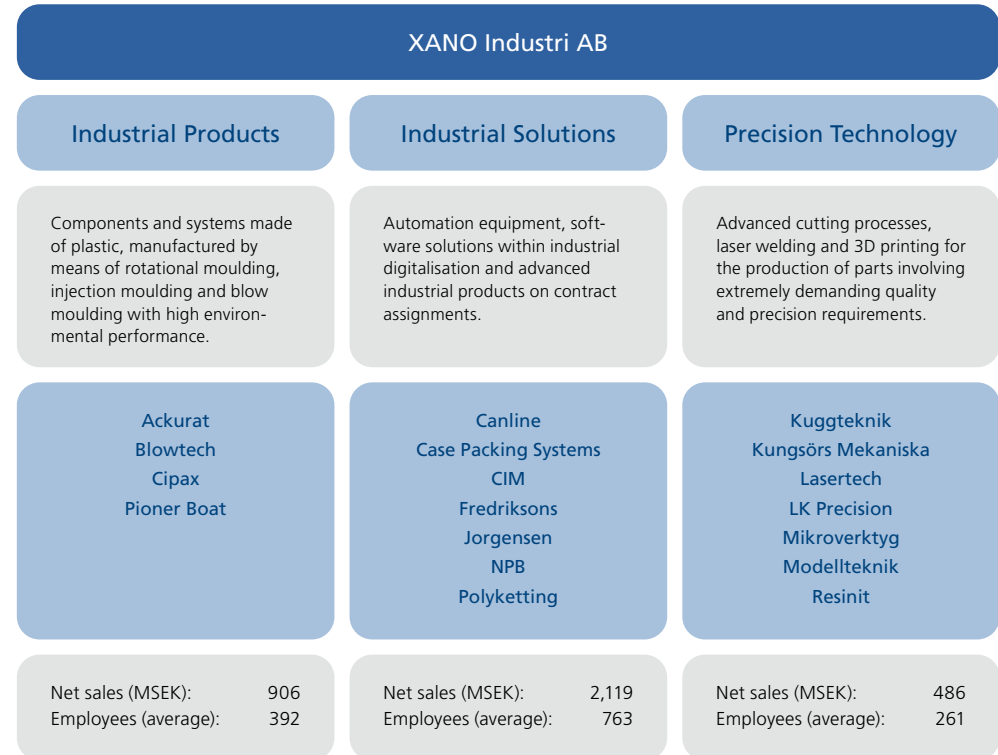 XANO Industri AB
Industrial Products
Components and systems made
of plastic, manufactured by
means of rotational moulding,
injection moulding and blow
moulding with high environ-
mental performance.
Ackurat
Blowtech
Cipax
Pioner Boat
Net sales (MSEK): 906
Employees (average): 392
Industrial Solutions
Automation equipment, soft-
ware solutions within industrial
digitalisation and advanced
industrial products on contract
assignments.
Canline
Case Packing Systems
CIM
Fredriksons
Jorgensen
NPB
Polyketting
Net sales (MSEK): 2,119
Employees (average): 763
Precision Technology
Advanced cutting processes,
laser welding and 3D printing for
the production of parts involving
extremely demanding quality
and precision requirements.
Kuggteknik
Kungsörs Mekaniska
Lasertech
LK Precision
Mikroverktyg
Modellteknik
Resinit
Net sales (MSEK): 486
Employees (average): 261